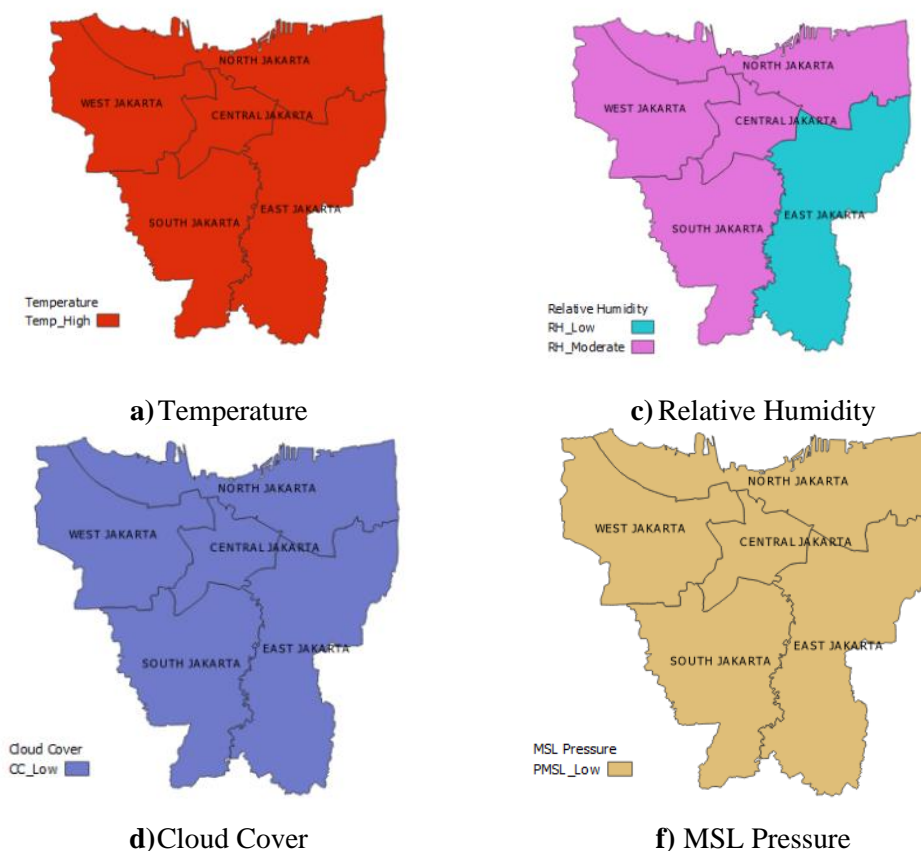 NORTH JAKARTA
WEST JAKARTA
CENTRAL JAKARTA
SOUTH JAKARTA
EAST JAKARTA
Temperature
Temp_High
a) Temperature
NORTH JAKARTA
WEST JAKARTA
CENTRAL JAKARTA
EAST JAKARTA
SOUTH JAKARTA
Relative Humidity
RH_Low
RH_Moderate
c) Relative Humidity
NORTH JAKARTA
WEST JAKARTA
CENTRAL JAKARTA
EAST JAKARTA
SOUTH JAKARTA
Cloud Cover
CC_Low
d) Cloud Cover
NORTH JAKARTA
WEST JAKARTA
CENTRAL JAKARTA
EAST JAKARTA
SOUTH JAKARTA
MSL Pressure
PMSL_Low
f) MSL Pressure